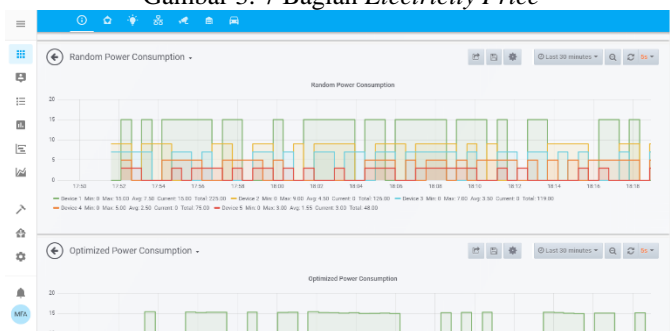 Gambar 3. 7 Bagian Electricity Price
Random Power Consumption
Last 30 minutes
5s
Random Power Consumption
20
15
10
5
0
17:50 17:52 17:54 17:56 17:58 18:00 18:02 18:04 18:06 18:08 18:10 18:12 18:14 18:16 18:18
Device 1 Min: 0 Max: 15.00 Avg: 7.50 Current: 15.00 Total: 225.00 Device 2 Min: 0 Max: 9.00 Avg: 4.50 Current: 0 Total: 126.00 Device 3 Min: 0 Max: 7.00 Avg: 3.50 Current: 0 Total: 119.00
Device 4 Min: 0 Max: 5.00 Avg: 2.50 Current: 0 Total: 75.00 Device 5 Min: 0 Max: 3.00 Avg: 1.55 Current: 3.00 Total: 48.00
Optimized Power Consumption
Last 30 minutes
5s
Optimized Power Consumption
20
15
MFA